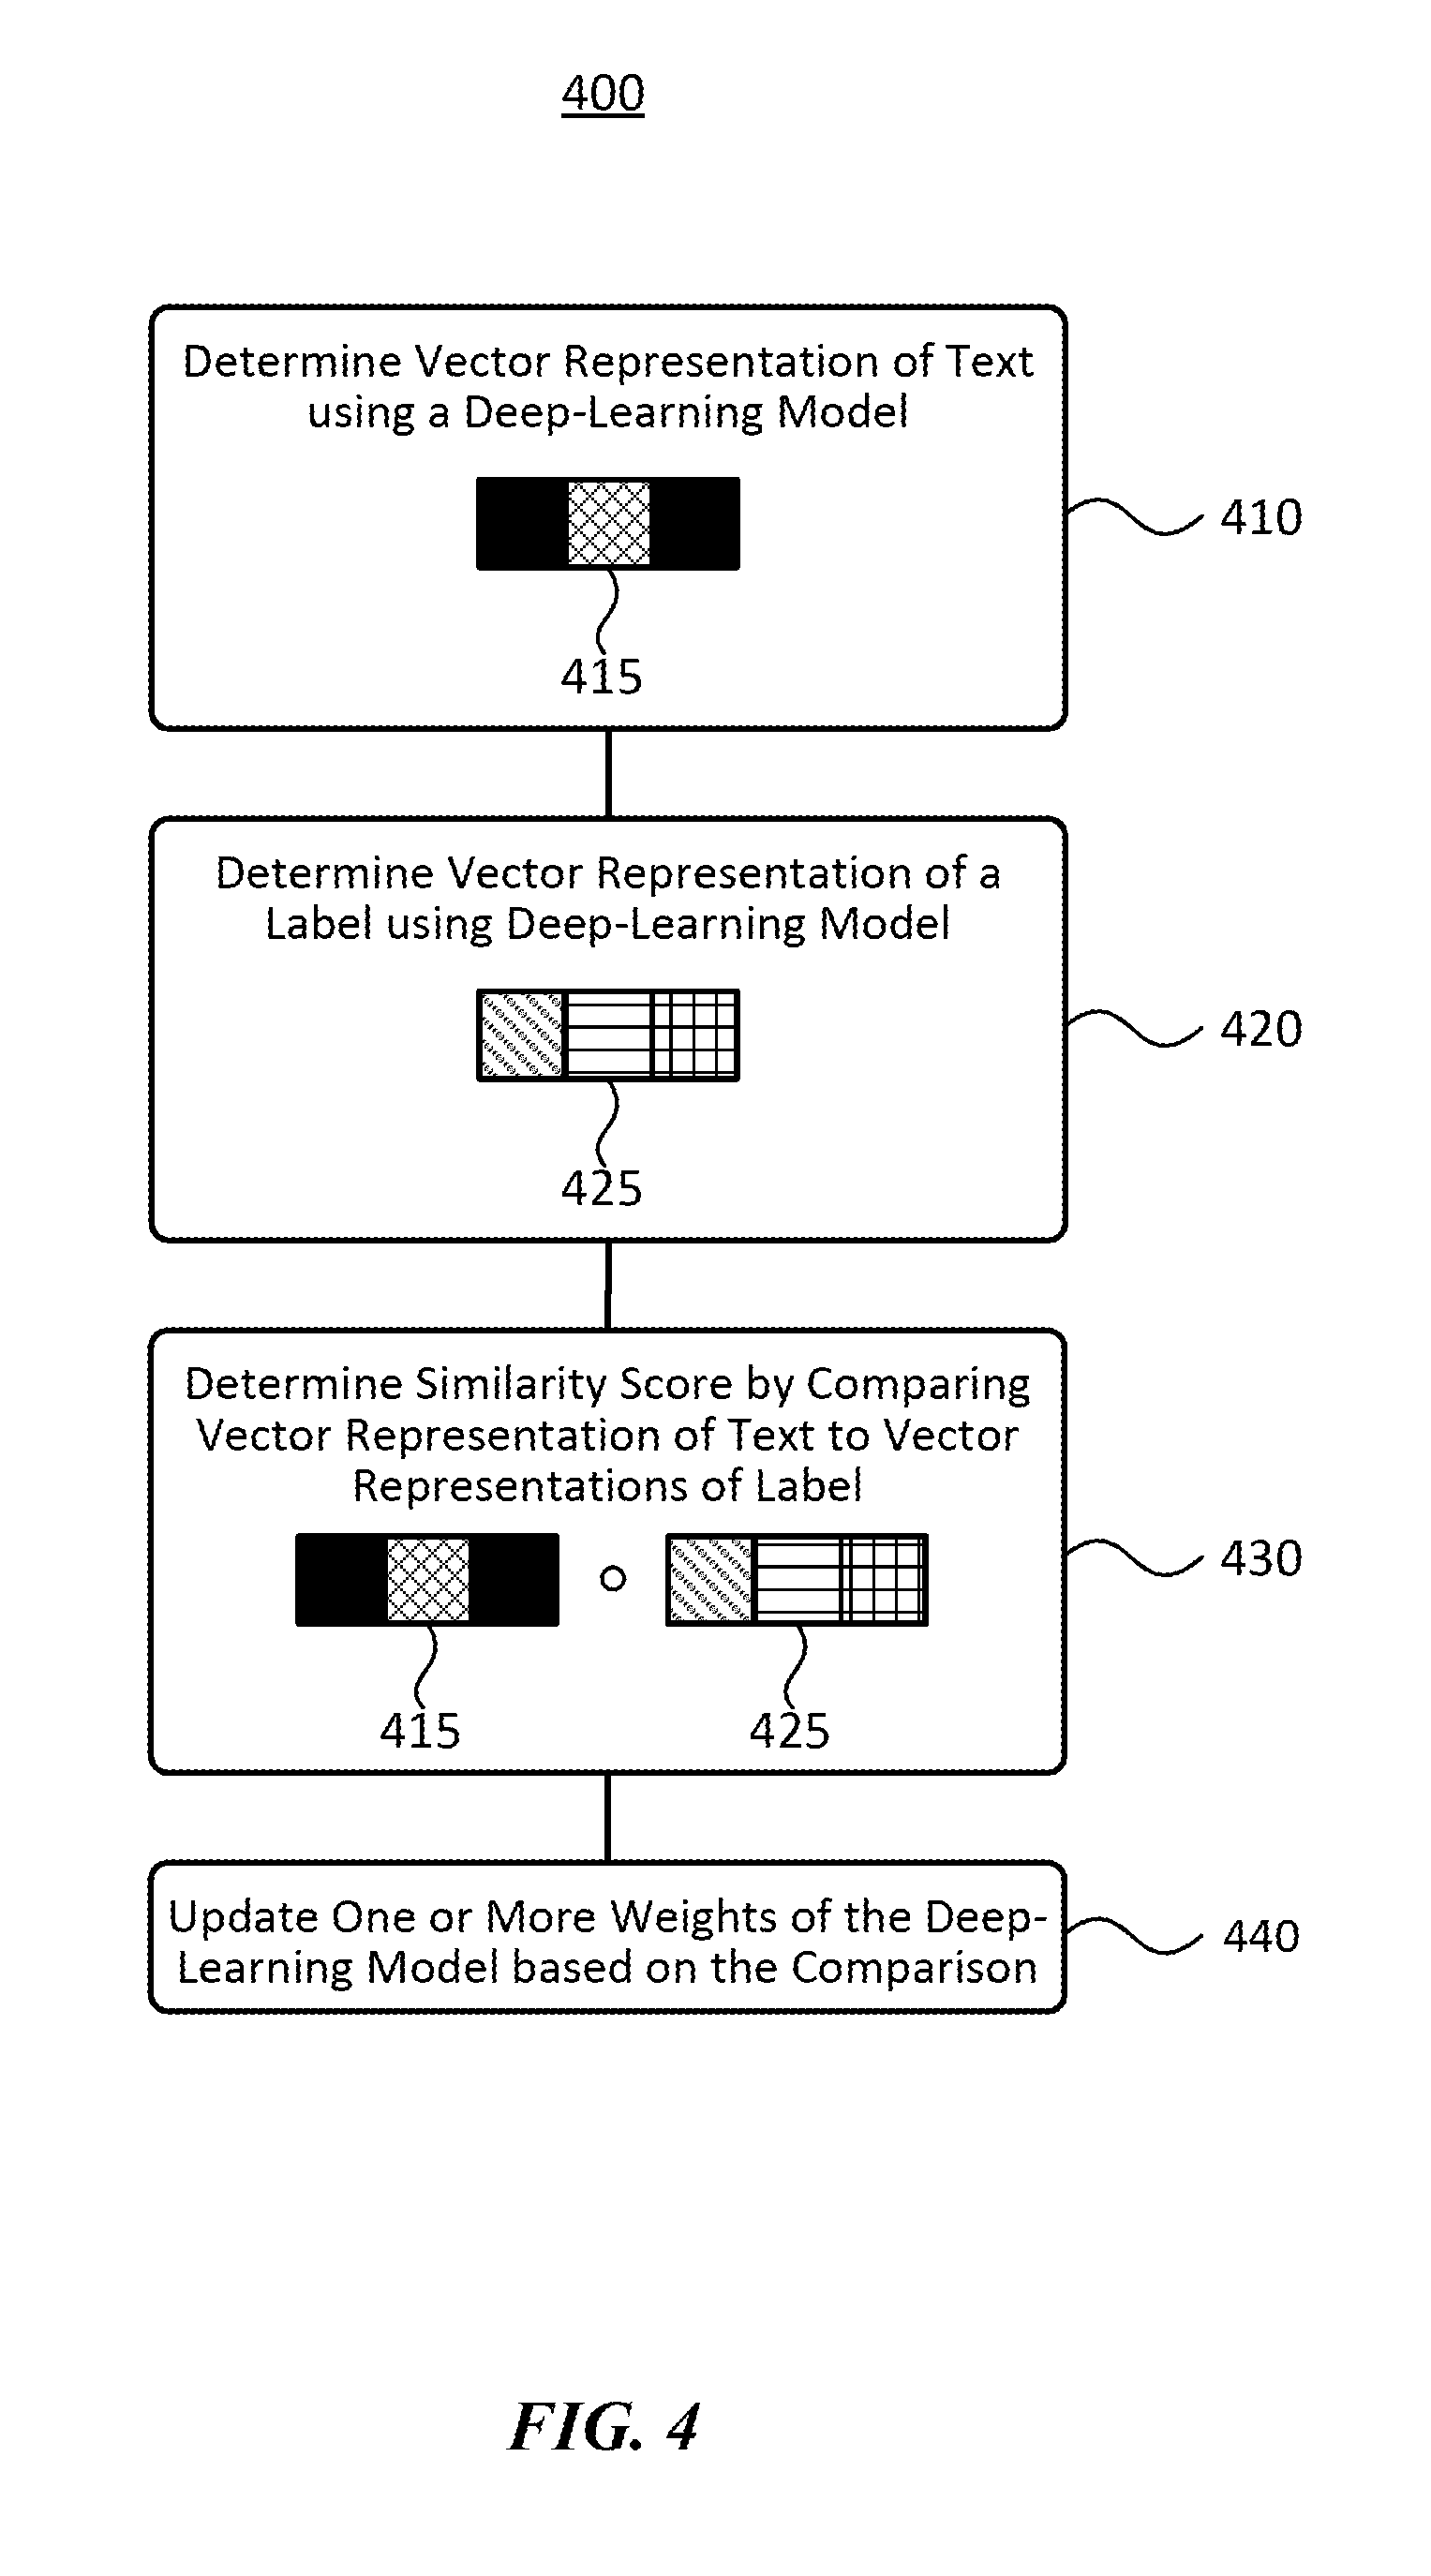 400
Determine Vector Representation of Text
using a Deep-Learning Model
410
415
Determine Vector Representation of a
Label using Deep-Learning Model
420
425
Determine Similarity Score by Comparing
Vector Representation of Text to Vector
Representations of Label
430
415
425
Update One or More Weights of the Deep-
Learning Model based on the Comparison
440
FIG. 4